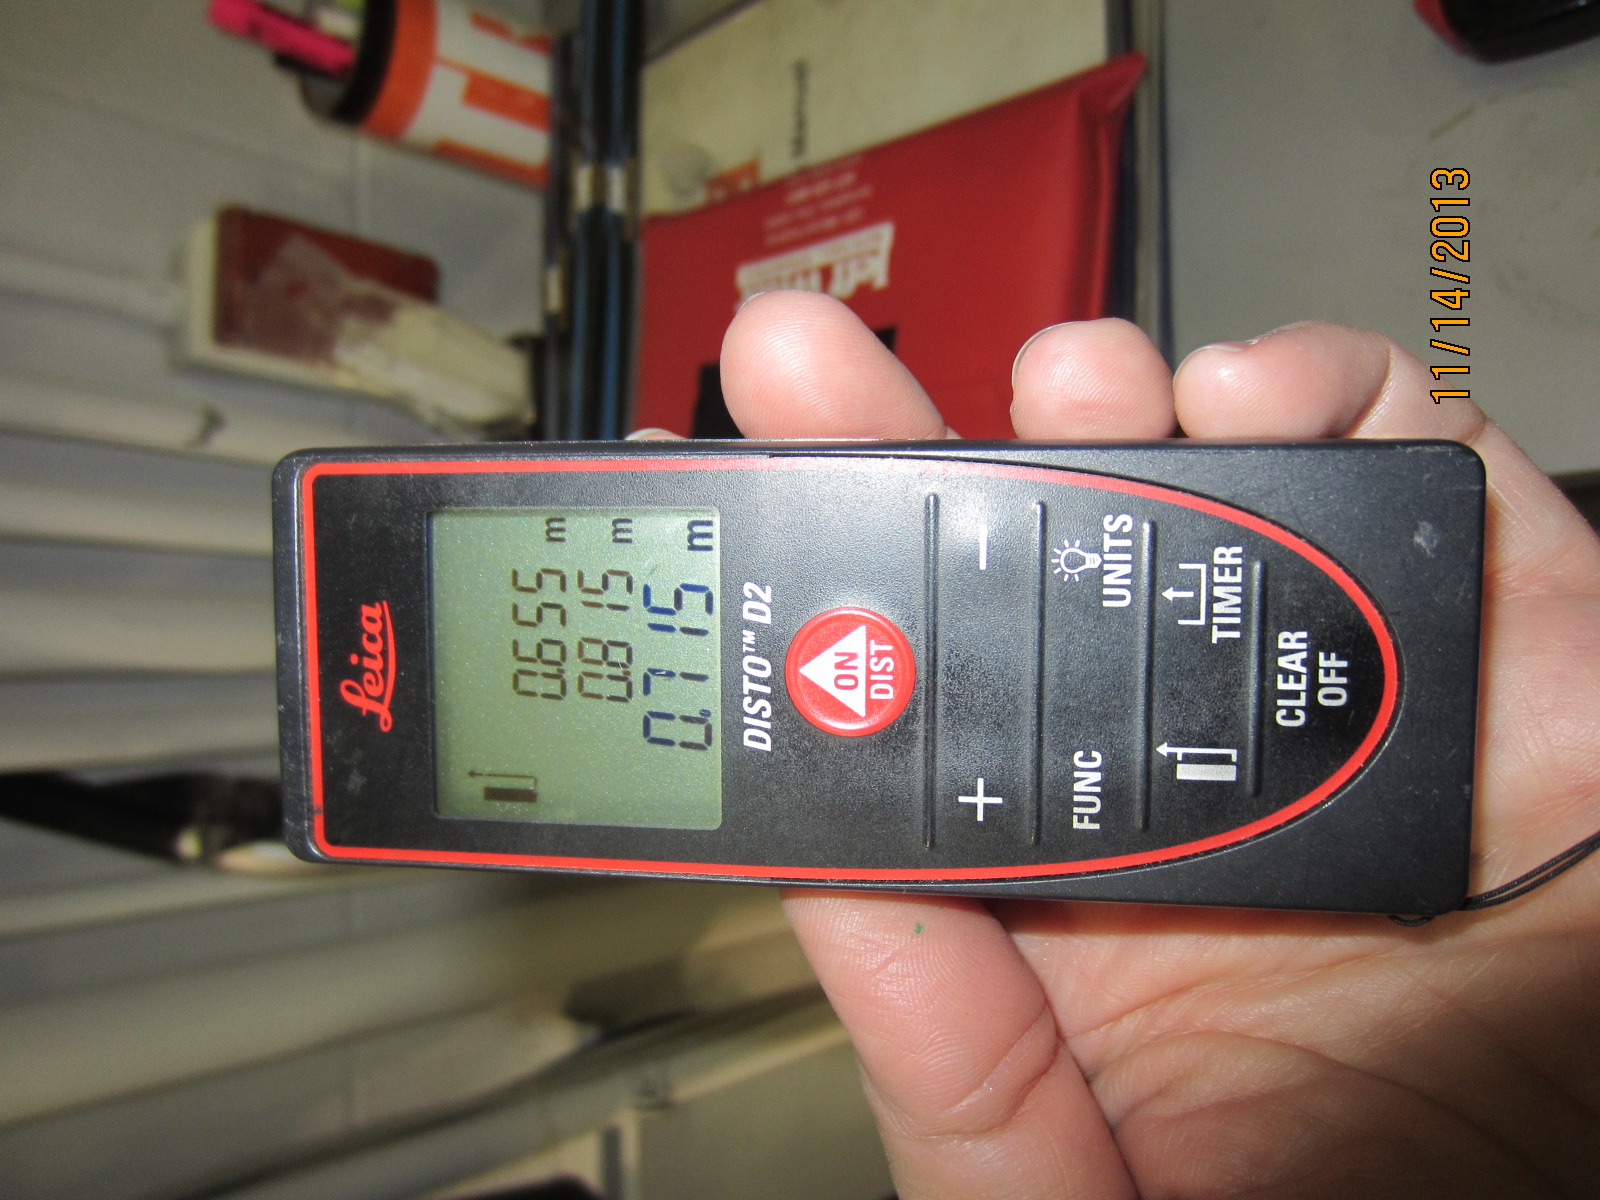 Leica
0.655 m
0.815 m
0.715 m
DISTO™ D2
ON
DIST
+ −
FUNC UNITS
TIMER
CLEAR
OFF
11/14/2013